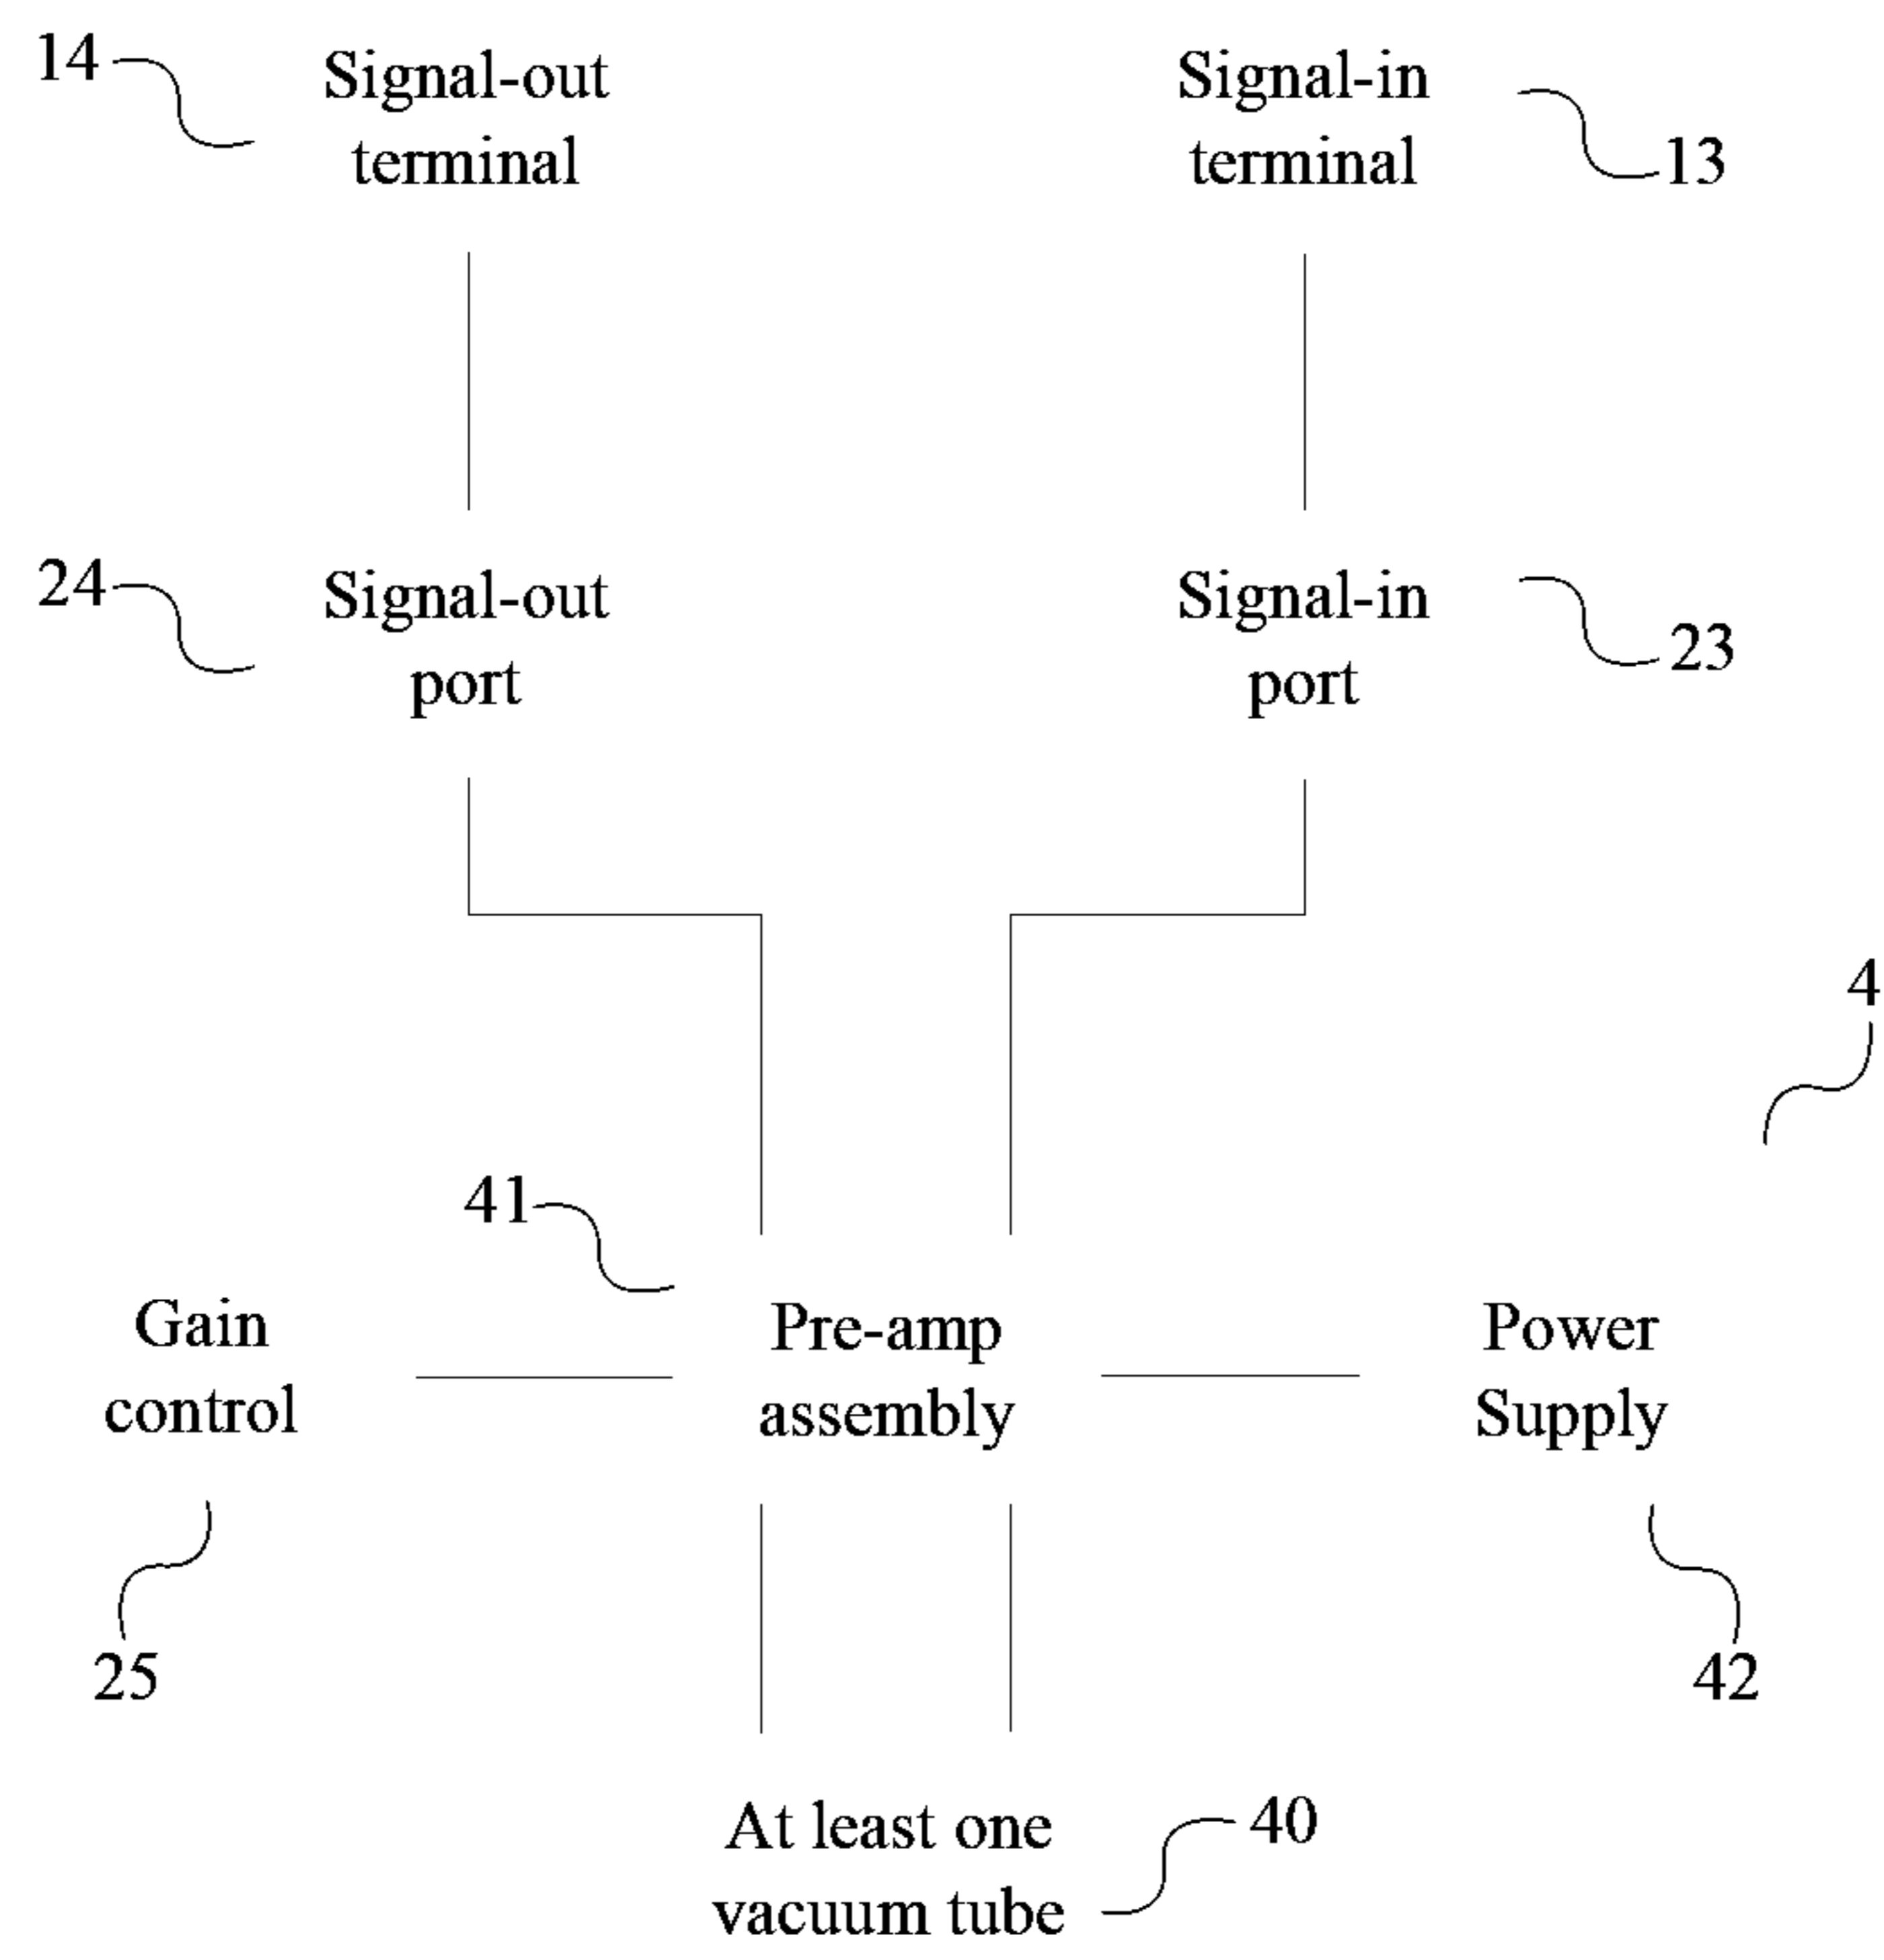 14
Signal-out
terminal
Signal-in
terminal
13
24
Signal-out
port
Signal-in
port
23
4
41
Gain
control
Pre-amp
assembly
Power
Supply
25
42
At least one
vacuum tube
40